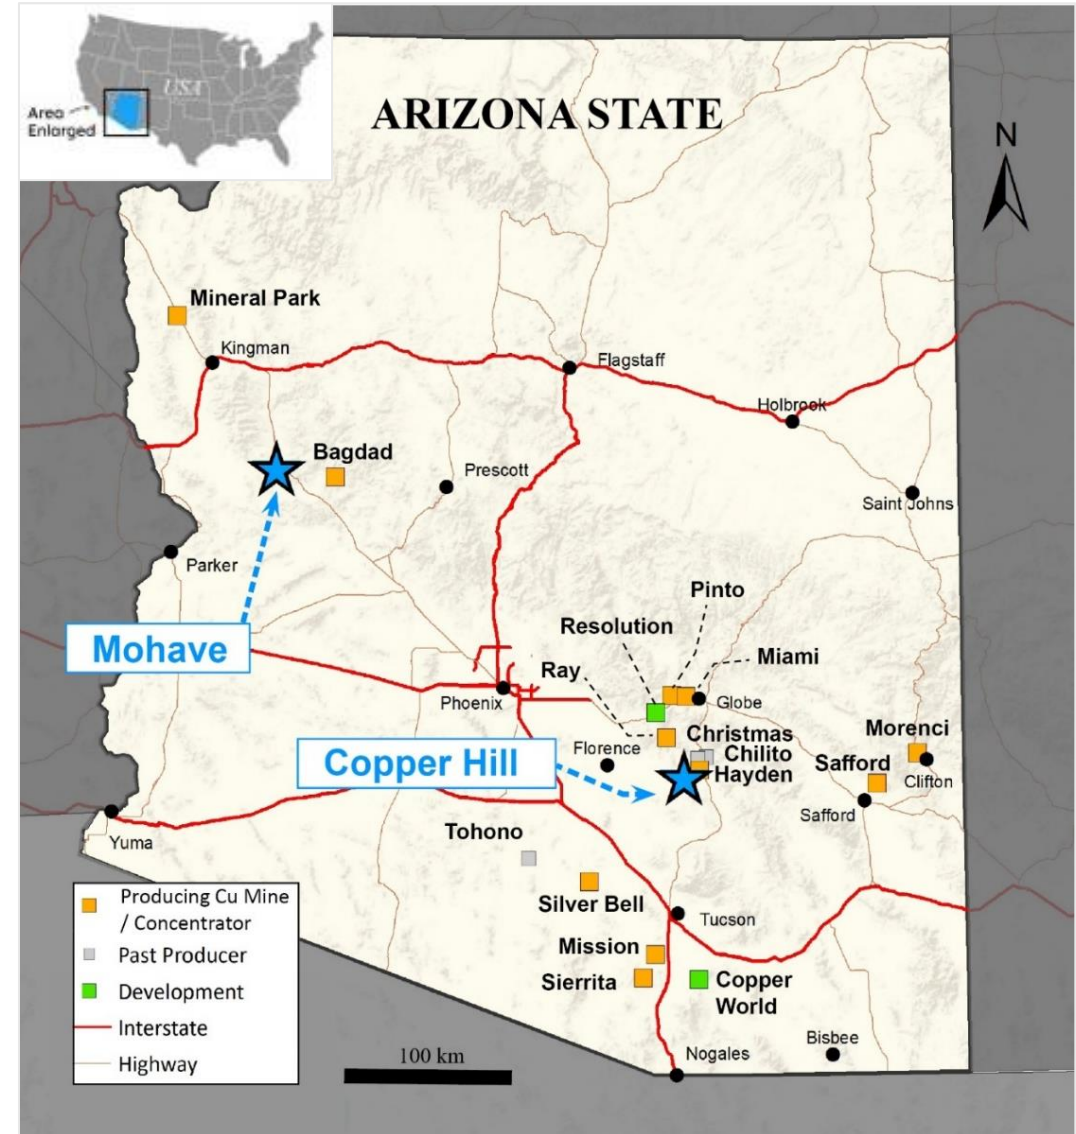 USA
Area
Enlarged
ARIZONA STATE
N
Mineral Park
Kingman
Flagstaff
Holbrook
Bagdad
Prescott
Saint Johns
Parker
Pinto
Resolution
Mohave
Miami
Ray
Phoenix
Globe
Christmas
Morenci
Florence
Chilito
Copper Hill
Safford
Hayden
Clifton
Safford
Yuma
Tohono
Silver Bell
Tucson
Mission
Sierrita
Copper
World
Bisbee
Nogales
Producing Cu Mine
/ Concentrator
Past Producer
Development
Interstate
Highway
100 km